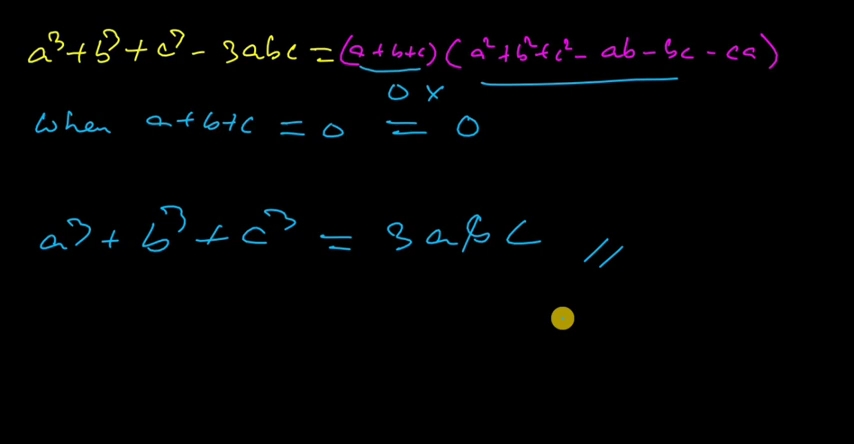 a³ + b³ + c³ - 3abc = (a + b + c) (a² + b² + c² - ab - bc - ca)
0 ×
when a + b + c = 0 = 0
a³ + b³ + c³ = 3abc //